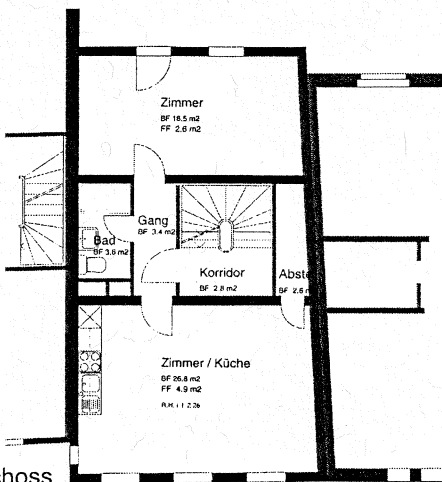 Zimmer
BF 18.5 m2
FF 2.6 m2
Gang
BF 3.4 m2
Bad
BF 3.8 m2
Korridor
BF 2.8 m2
Abste
BF 2.6 m
Zimmer / Küche
BF 26.8 m2
FF 4.9 m2
choss